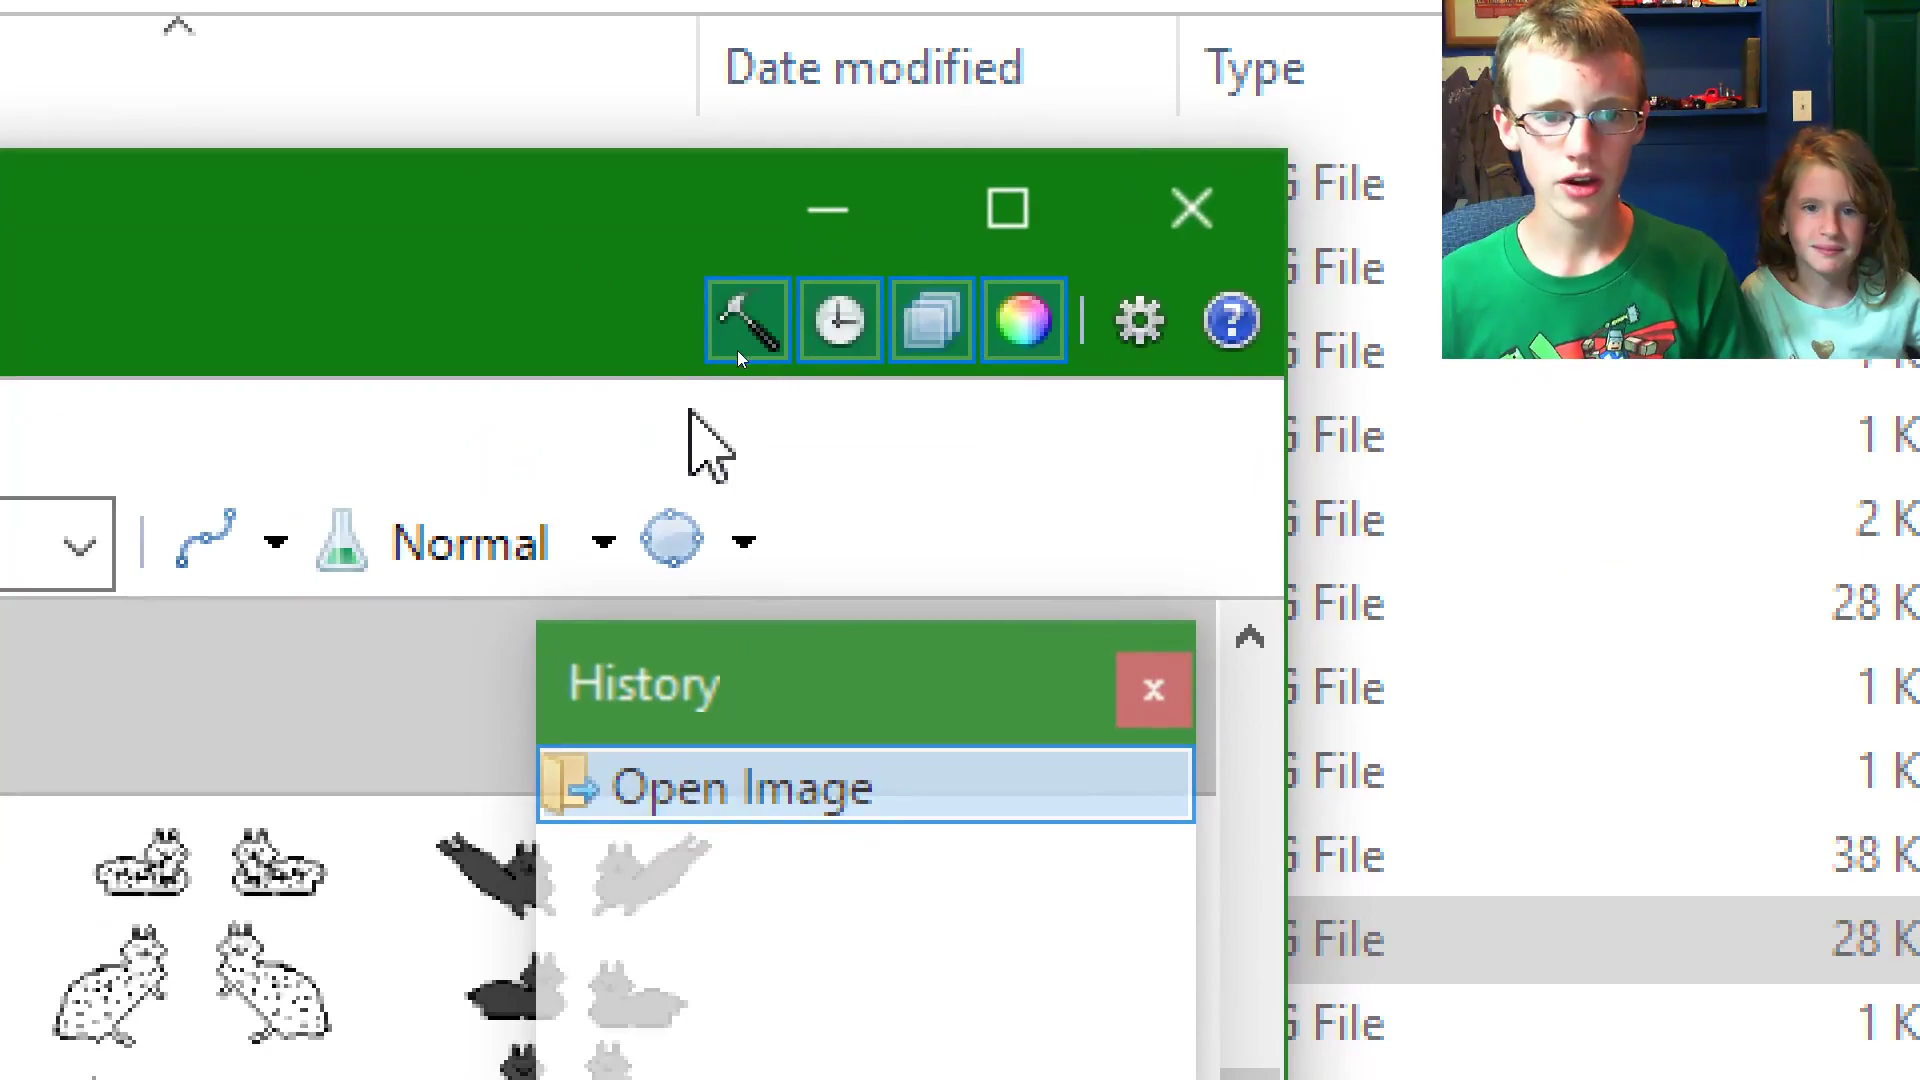 Date modified Type
G File
G File
G File
G File 1 K
Normal
G File 2 K
G File 28 K
History x
G File 1 K
Open Image
G File 1 K
G File 38 K
G File 28 K
G File 1 K